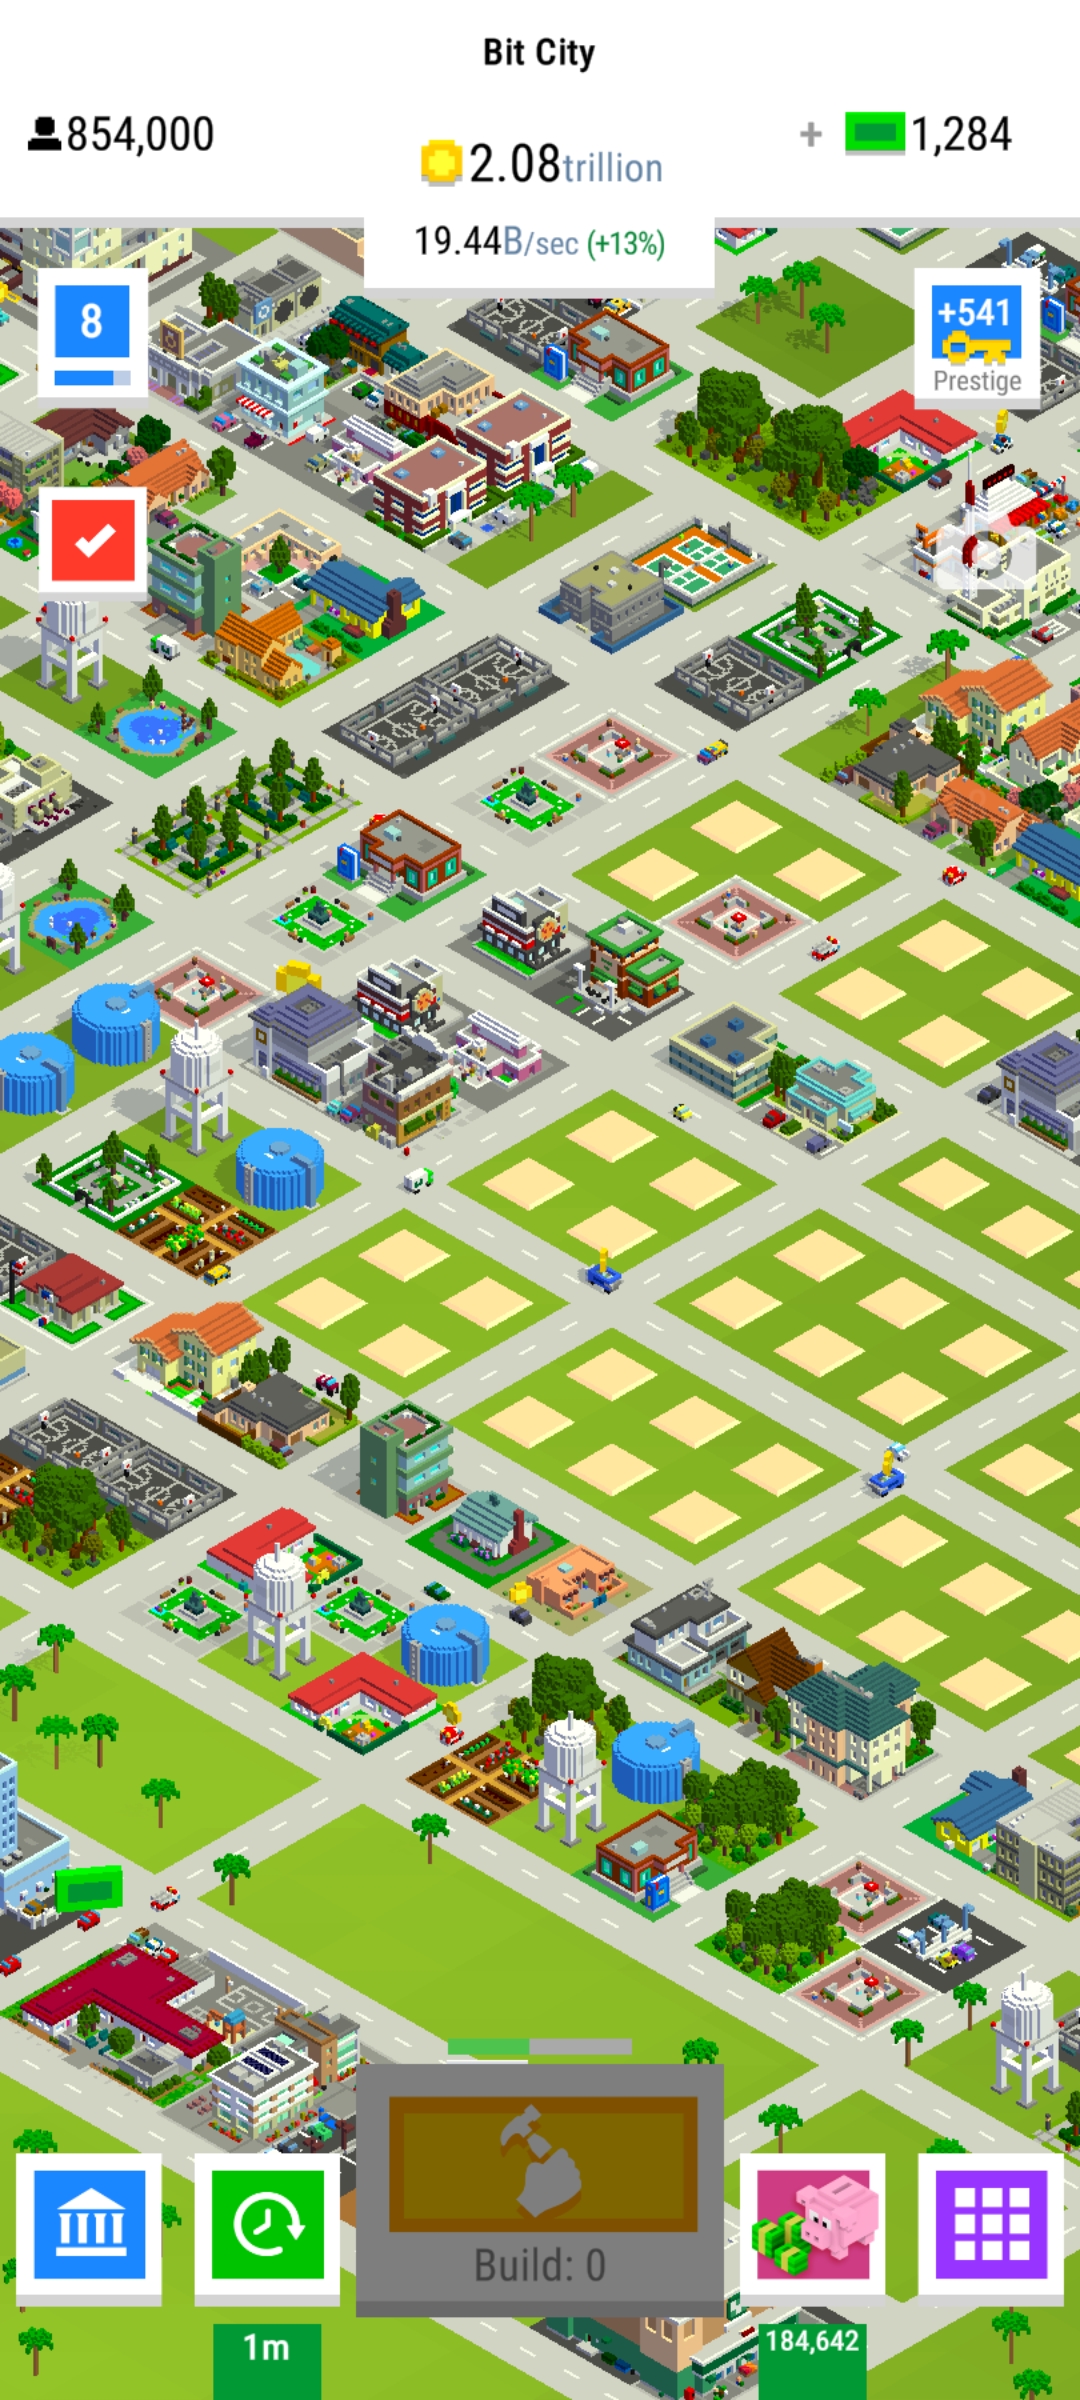 Bit City
854,000
2.08trillion
+ 1,284
19.44B/sec (+13%)
8
+541
Prestige
Build: 0
1m
184,642